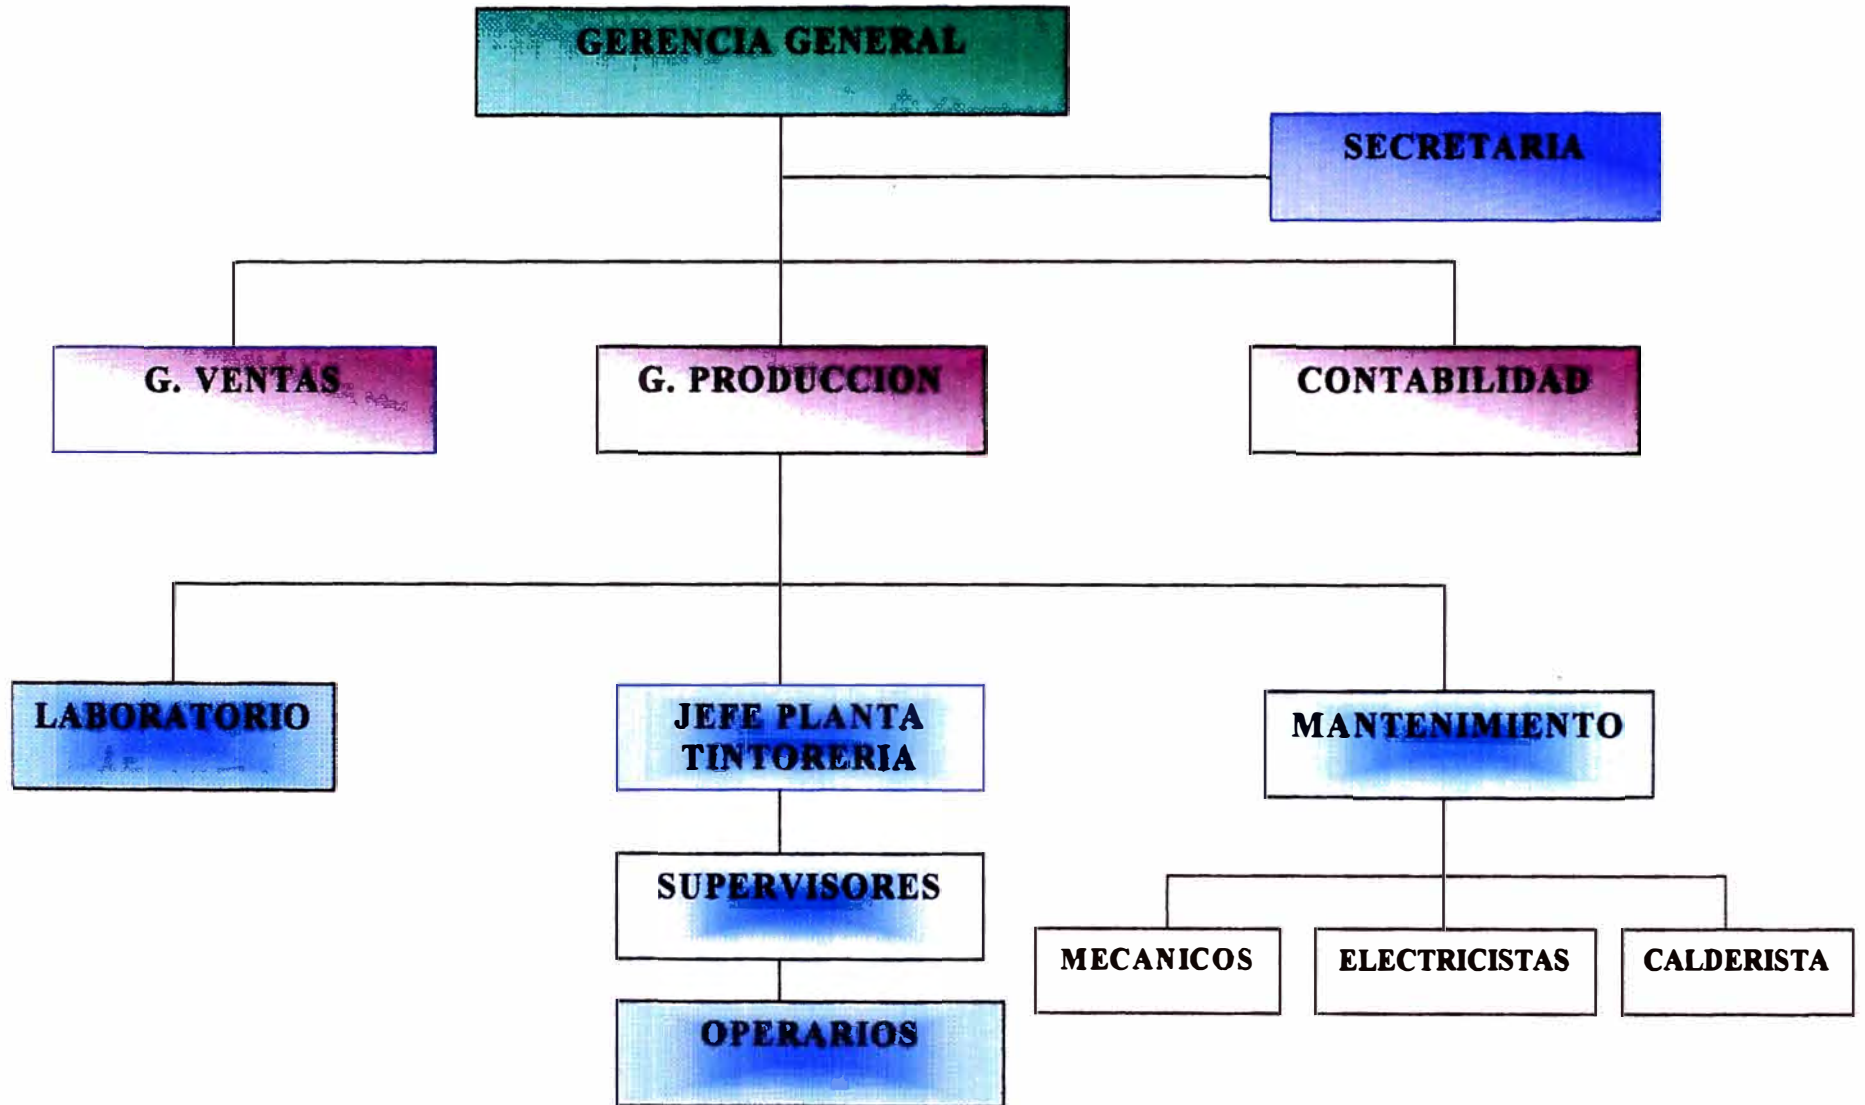 GERENCIA GENERAL
SECRETARIA
G. VENTAS
G. PRODUCCION
CONTABILIDAD
LABORATORIO
JEFE PLANTA
TINTORERIA
MANTENIMIENTO
SUPERVISORES
MECANICOS
ELECTRICISTAS
CALDERISTA
OPERARIOS